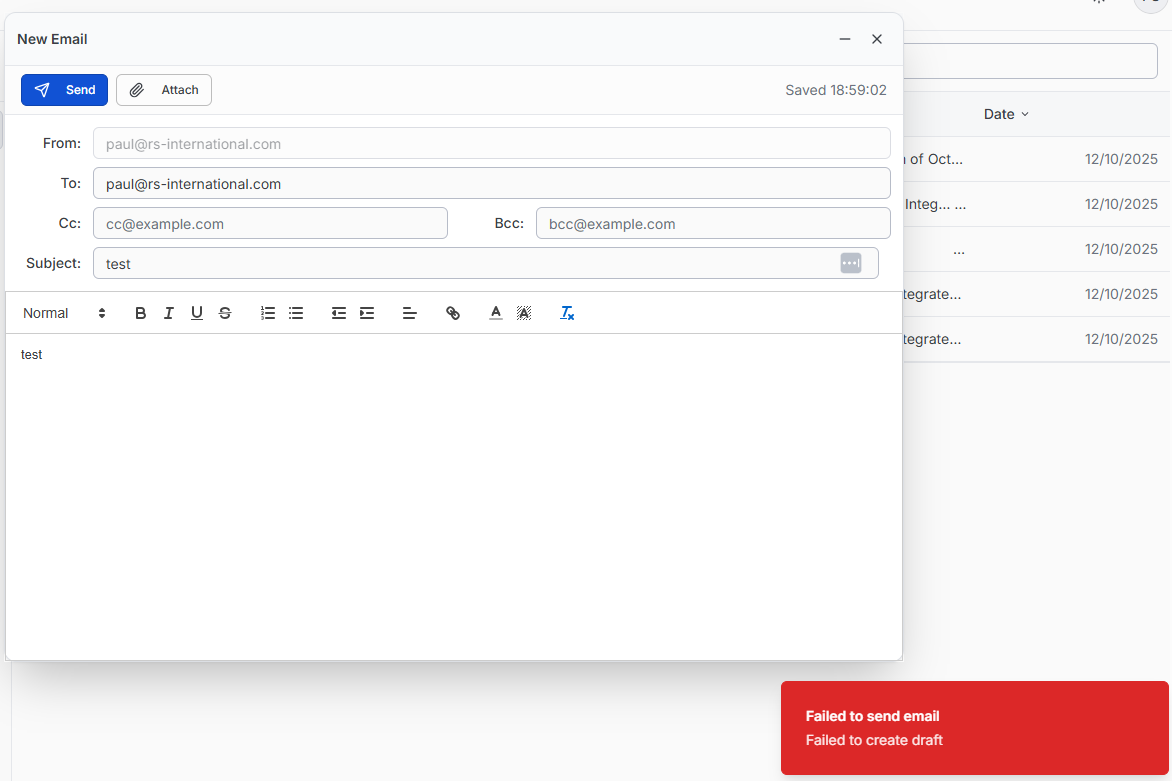 New Email
Send Attach Saved 18:59:02
From: paul@rs-international.com
To: paul@rs-international.com
Cc: cc@example.com Bcc: bcc@example.com
Subject: test
Normal
test
Date
of Oct... 12/10/2025
Integ... ... 12/10/2025
... 12/10/2025
tegrate... 12/10/2025
tegrate... 12/10/2025
Failed to send email
Failed to create draft